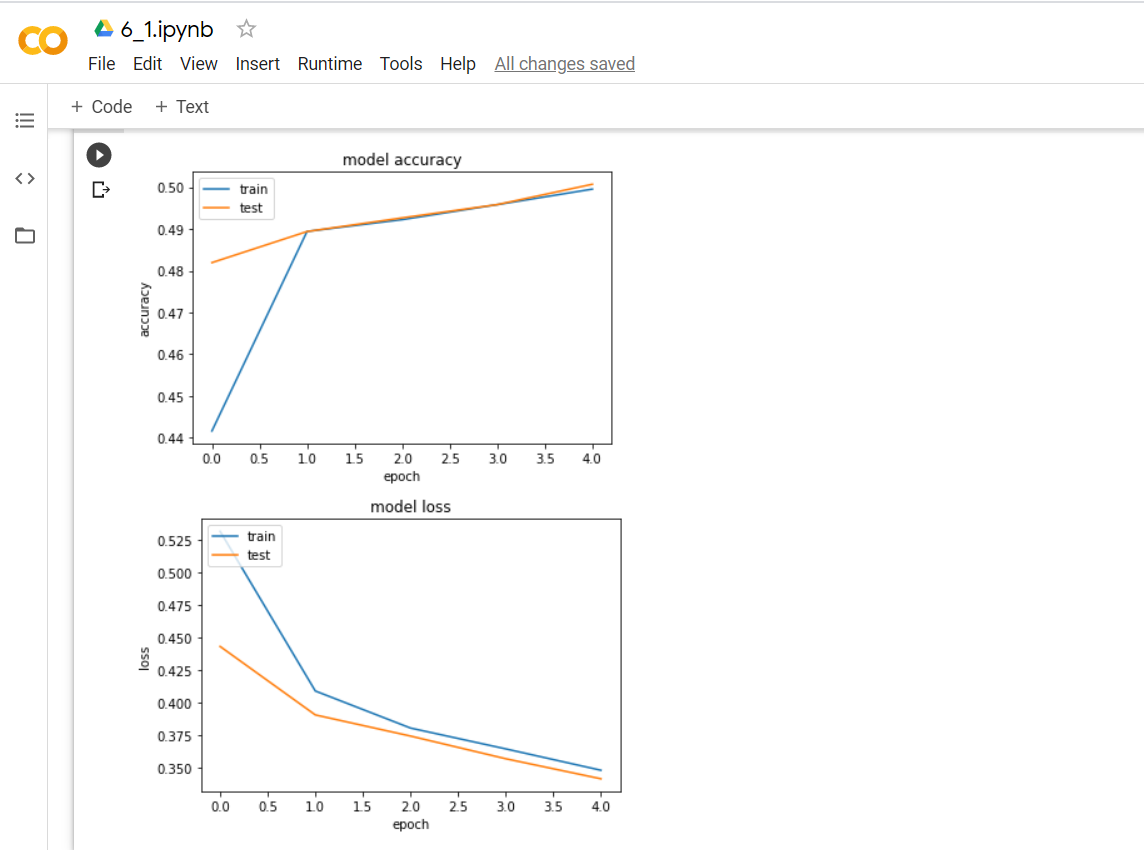 6_1.ipynb
File Edit View Insert Runtime Tools Help All changes saved
+ Code + Text
model accuracy
train
test
0.50
0.49
0.48
0.47
0.46
0.45
0.44
accuracy
0.0 0.5 1.0 1.5 2.0 2.5 3.0 3.5 4.0
epoch
model loss
train
test
0.525
0.500
0.475
0.450
0.425
0.400
0.375
0.350
loss
0.0 0.5 1.0 1.5 2.0 2.5 3.0 3.5 4.0
epoch